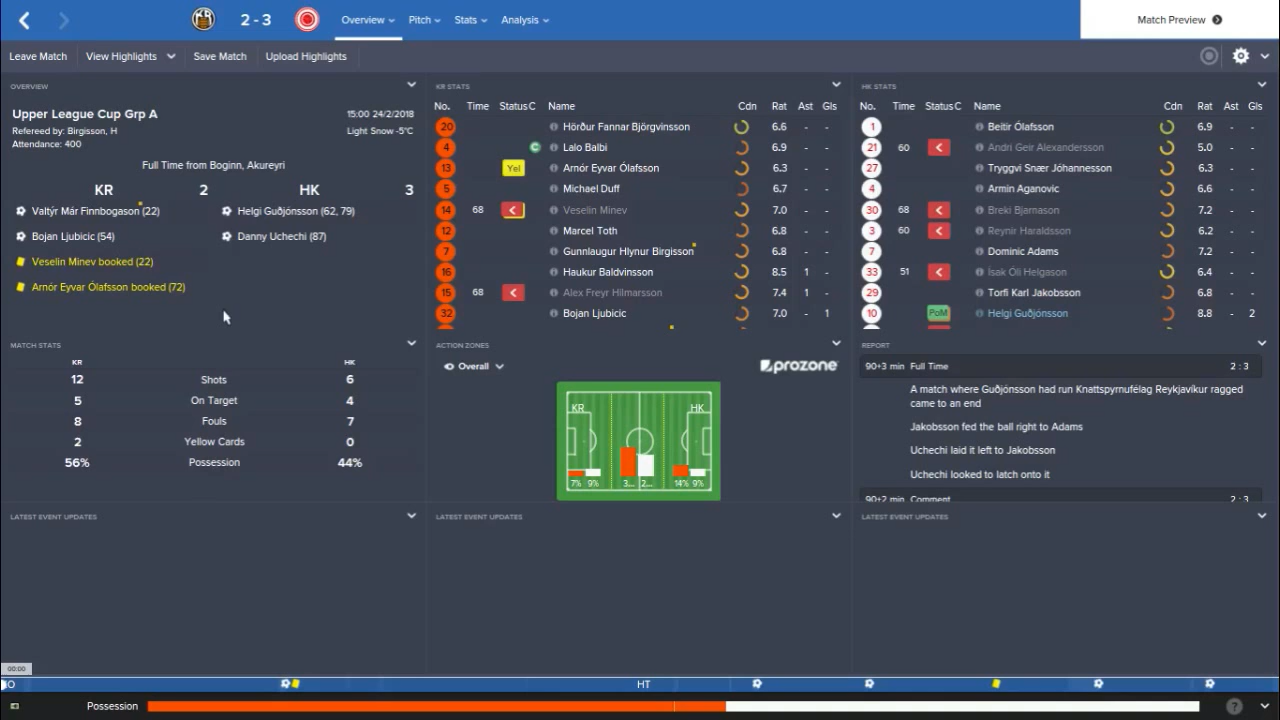 2 - 3 Overview Pitch Stats Analysis Match Preview
Leave Match View Highlights Save Match Upload Highlights
OVERVIEW
Upper League Cup Grp A 15:00 24/2/2018
Refereed by: Birgisson, H Light Snow -5°C
Attendance: 400
Full Time from Boginn, Akureyri
KR 2 HK 3
Valtýr Már Finnbogason (22) Helgi Guðjónsson (62, 79)
Bojan Ljubicic (54) Danny Uchechi (87)
Veselin Minev booked (22)
Arnór Eyvar Ólafsson booked (72)
KR STATS
No. Time Status C Name Cdn Rat Ast Gls
20 Hörður Fannar Björgvinsson 6.6 - -
4 C Lalo Balbi 6.9 - -
13 Yel Arnór Eyvar Ólafsson 6.3 - -
5 Michael Duff 6.7 - -
14 68 Veselin Minev 7.0 - -
12 Marcel Toth 6.8 - -
7 Gunnlaugur Hlynur Birgisson 6.8 - -
16 Haukur Baldvinsson 8.5 1 -
15 68 Alex Freyr Hilmarsson 7.4 1 -
32 Bojan Ljubicic 7.0 - 1
HK STATS
No. Time Status C Name Cdn Rat Ast Gls
1 Beitir Ólafsson 6.9 - -
21 60 Andri Geir Alexandersson 5.0 - -
27 Tryggvi Snær Jóhannesson 6.3 - -
4 Armin Aganovic 6.6 - -
30 68 Breki Bjarnason 7.2 - -
3 60 Reynir Haraldsson 6.2 - -
7 Dominic Adams 7.2 - -
33 51 Ísak Óli Helgason 6.4 - -
29 Torfi Karl Jakobsson 6.8 - -
10 PoM Helgi Guðjónsson 8.8 - 2
MATCH STATS
KR HK
12 Shots 6
5 On Target 4
8 Fouls 7
2 Yellow Cards 0
56% Possession 44%
ACTION ZONES
Overall prozone
KR HK
7% 9% 3... 2... 14% 9%
REPORT
90+3 min Full Time 2 : 3
A match where Guðjónsson had run Knattspyrnufélag Reykjavíkur ragged
came to an end
Jakobsson fed the ball right to Adams
Uchechi laid it left to Jakobsson
Uchechi looked to latch onto it
90+2 min Comment 2 : 3
LATEST EVENT UPDATES
LATEST EVENT UPDATES
LATEST EVENT UPDATES
00:00
HT
Possession ?